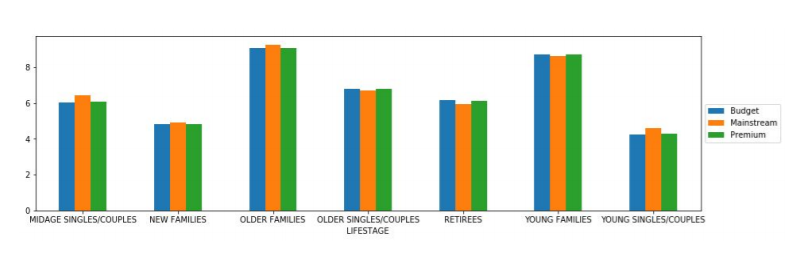 8
6
4
2
0
MIDAGE SINGLES/COUPLES NEW FAMILIES OLDER FAMILIES OLDER SINGLES/COUPLES RETIREES YOUNG FAMILIES YOUNG SINGLES/COUPLES
LIFESTAGE
Budget
Mainstream
Premium